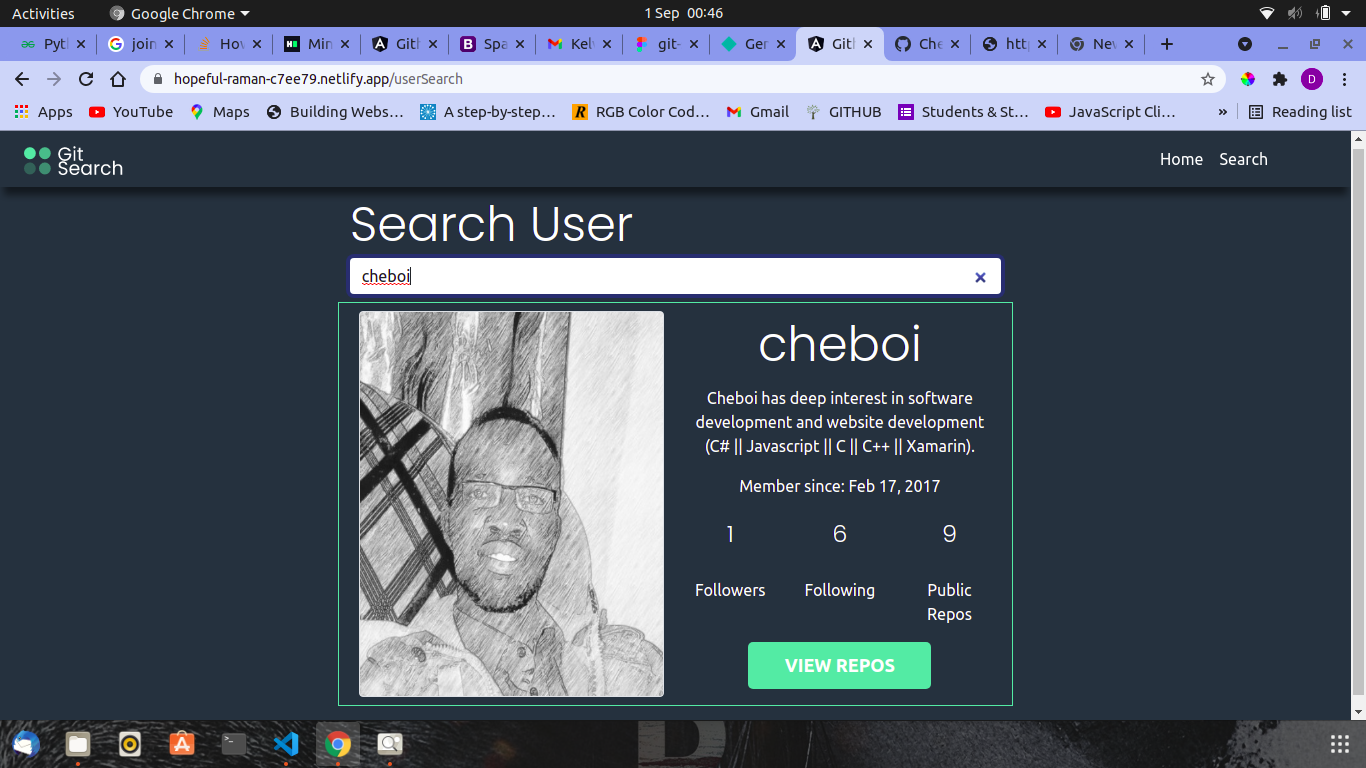 Activities Google Chrome 1 Sep 00:46
Pytl join How Min Gith Spa Kelv git- Ger Gith Che http Nev
hopeful-raman-c7ee79.netlify.app/userSearch D
Apps YouTube Maps Building Webs… A step-by-step… R RGB Color Cod… Gmail GITHUB Students & St… JavaScript Cli… » Reading list
Git
Search
Home Search
Search User
cheboi
cheboi
Cheboi has deep interest in software
development and website development
(C# || Javascript || C || C++ || Xamarin).
Member since: Feb 17, 2017
1 6 9
Followers Following Public
Repos
VIEW REPOS